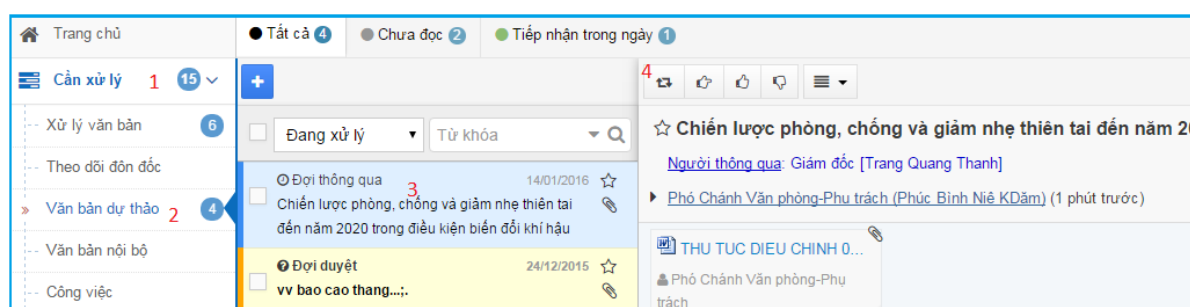 Trang chủ
Tất cả 4
Chưa đọc 2
Tiếp nhận trong ngày 1
Cần xử lý 1 15
4
Xử lý văn bản 6
Đang xử lý
Từ khóa
Chiến lược phòng, chống và giảm nhẹ thiên tai đến năm
Theo dõi đôn đốc
Người thông qua: Giám đốc [Trang Quang Thanh]
Đợi thông qua 3 14/01/2016
Văn bản dự thảo 2 4
Chiến lược phòng, chống và giảm nhẹ thiên tai
đến năm 2020 trong điều kiện biến đổi khí hậu
Phó Chánh Văn phòng-Phu trách (Phúc Bình Niê KDăm) (1 phút trước)
Văn bản nội bộ
THU TUC DIEU CHINH 0...
Đợi duyệt 24/12/2015
Phó Chánh Văn phòng-Phụ
trách
vv bao cao thang...;.
Công việc